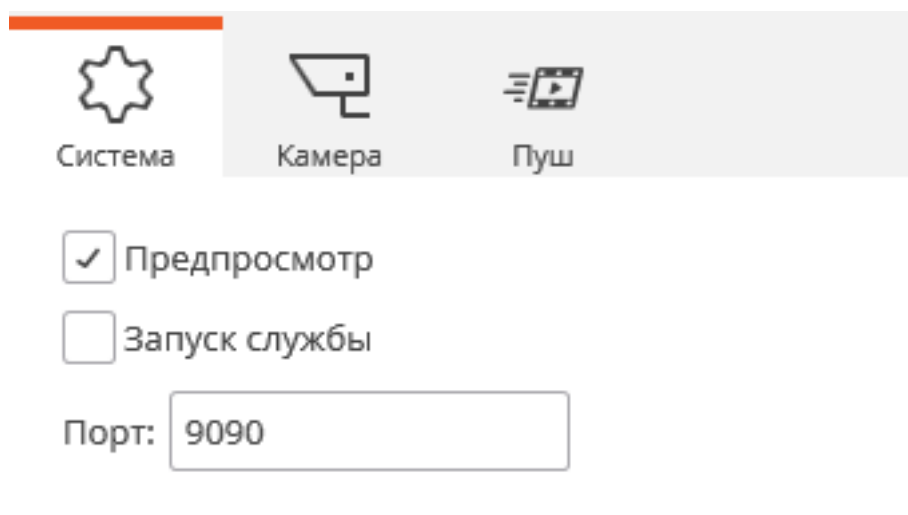 Система Камера Пуш
Предпросмотр
Запуск службы
Порт: 9090